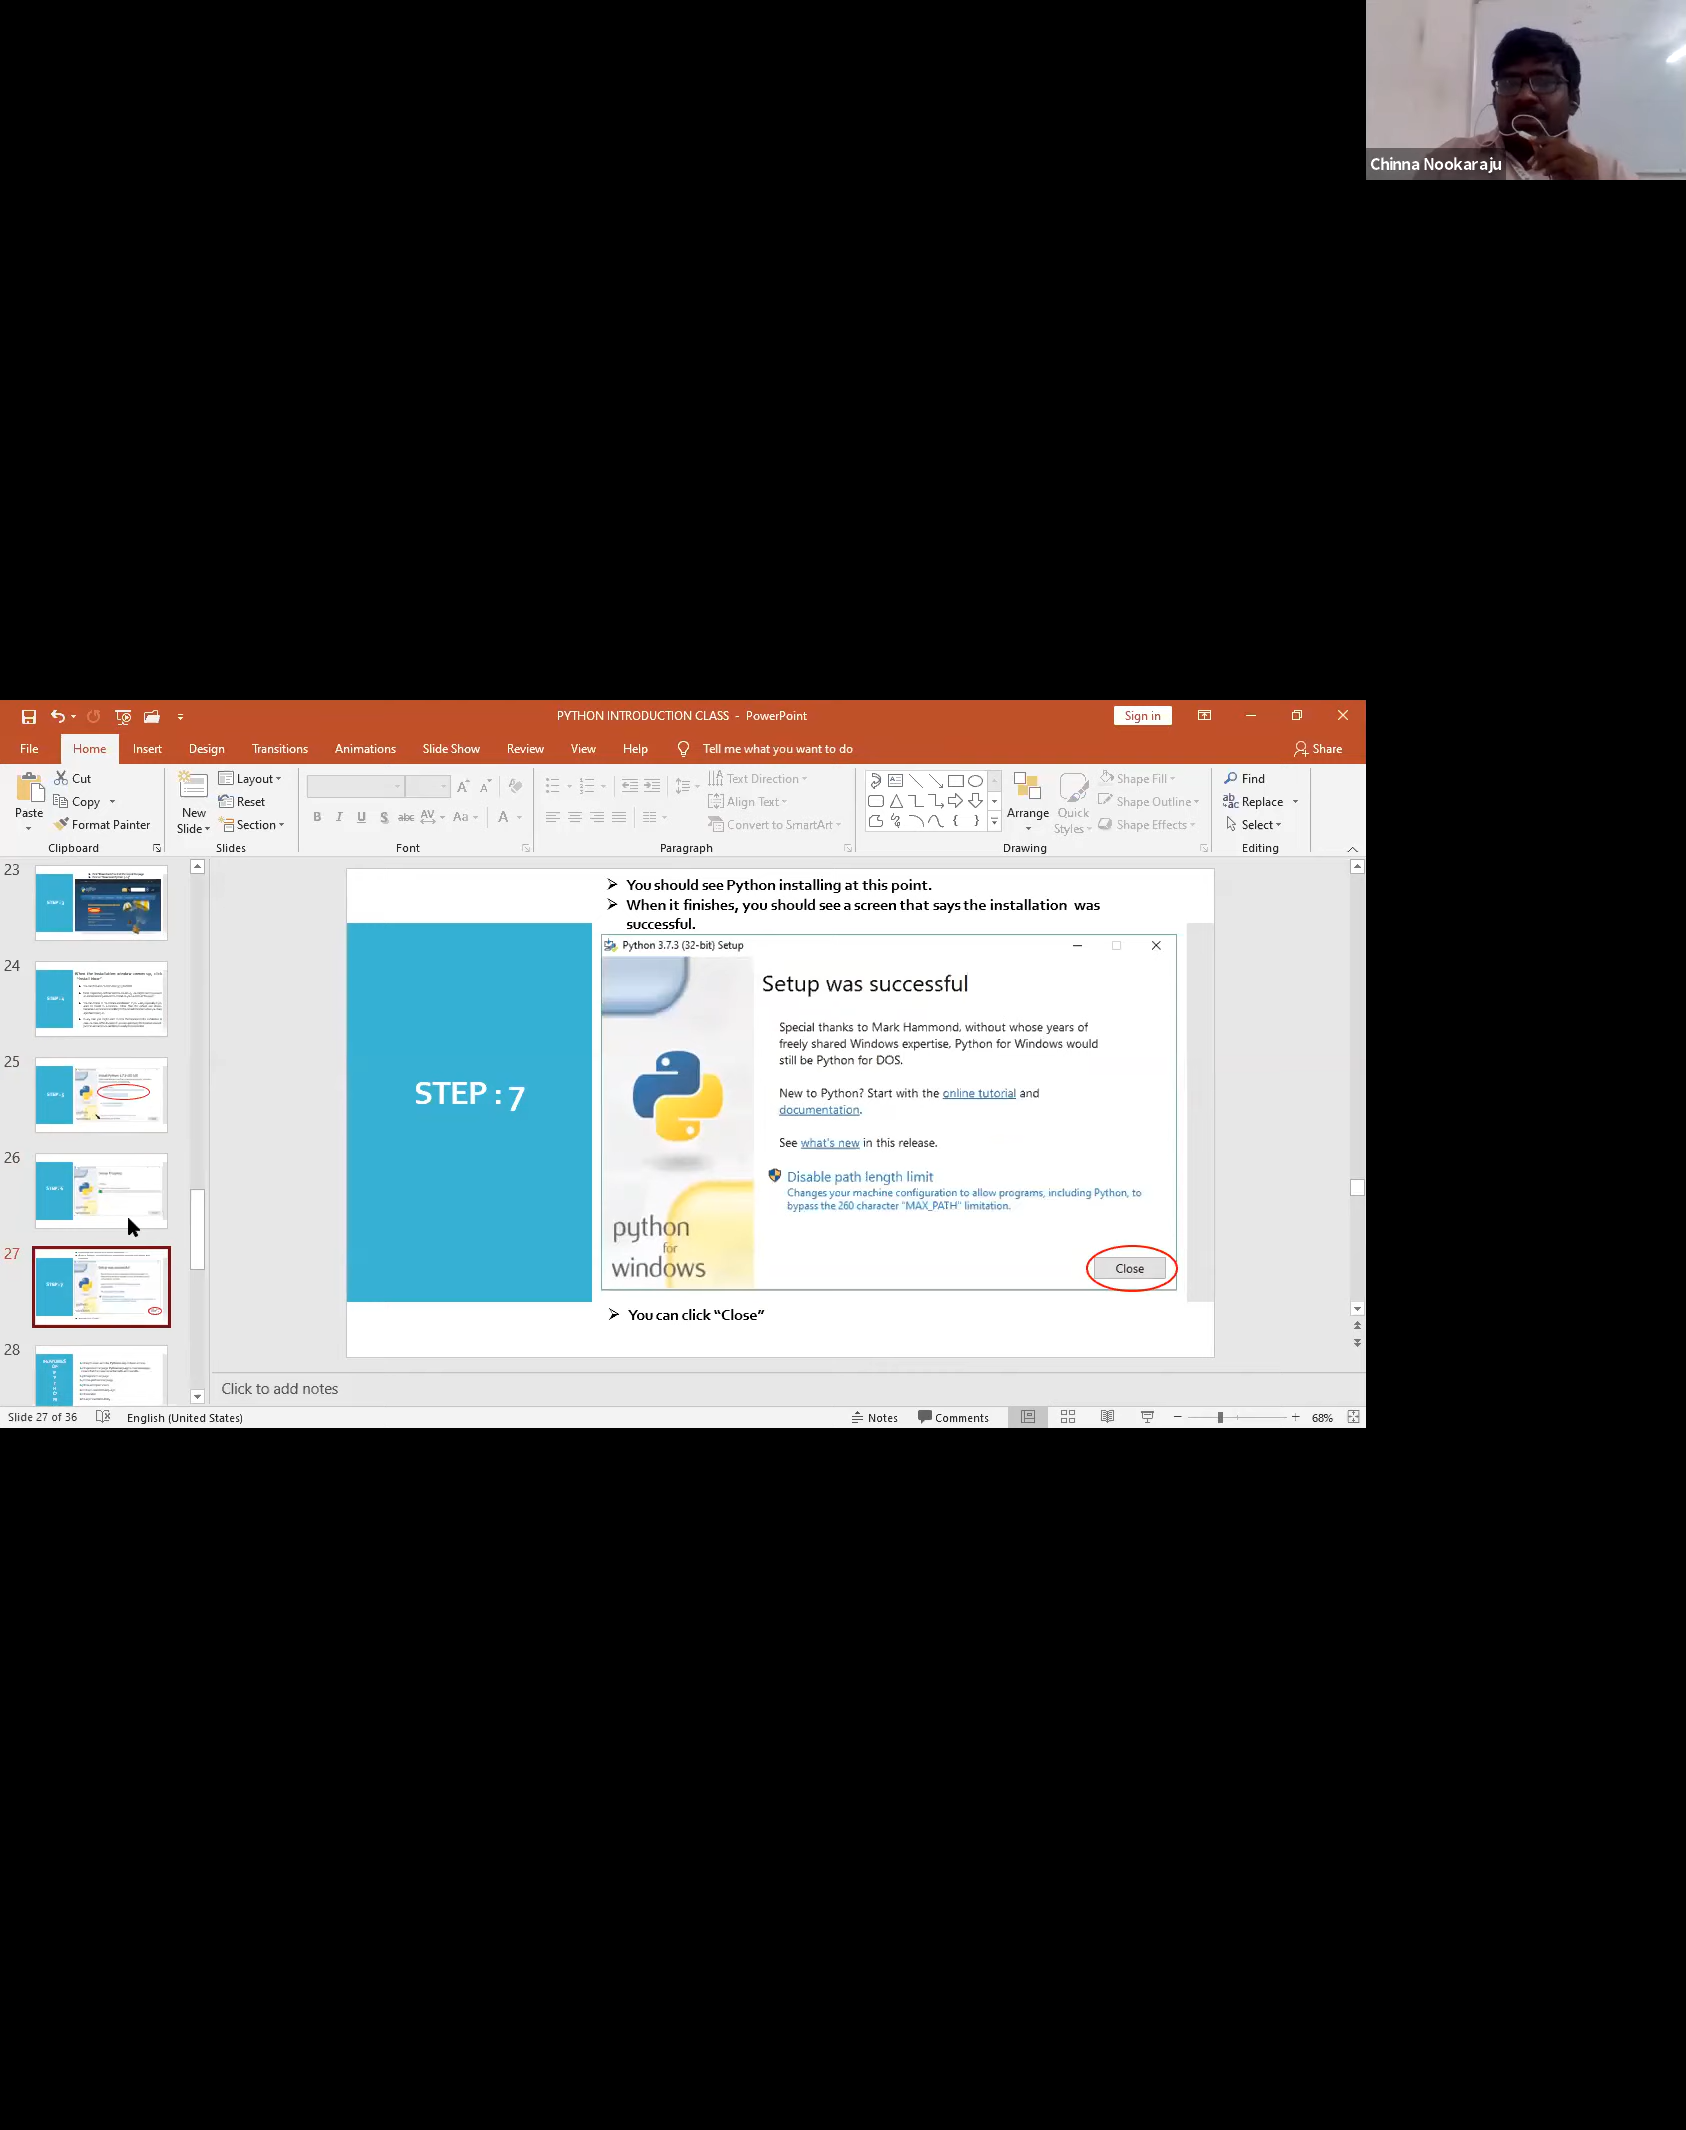 Chinna Nookaraju
PYTHON INTRODUCTION CLASS - PowerPoint
Sign in
File Home Insert Design Transitions Animations Slide Show Review View Help Tell me what you want to do Share
Paste
Cut
Copy
Format Painter
Clipboard
New
Slide
Layout
Reset
Section
Slides
B I U S abc AV Aa A
Font
Text Direction
Align Text
Convert to SmartArt
Paragraph
Arrange
Quick
Styles
Shape Fill
Shape Outline
Shape Effects
Drawing
Find
Replace
Select
Editing
23
24
25
26
27
28
You should see Python installing at this point.
When it finishes, you should see a screen that says the installation was
successful.
STEP : 7
Python 3.7.3 (32-bit) Setup
Setup was successful
Special thanks to Mark Hammond, without whose years of
freely shared Windows expertise, Python for Windows would
still be Python for DOS.
New to Python? Start with the online tutorial and
documentation.
See what's new in this release.
Disable path length limit
Changes your machine configuration to allow programs, including Python, to
bypass the 260 character "MAX_PATH" limitation.
python
for
windows
Close
You can click “Close”
Click to add notes
Slide 27 of 36 English (United States) Notes Comments 68%